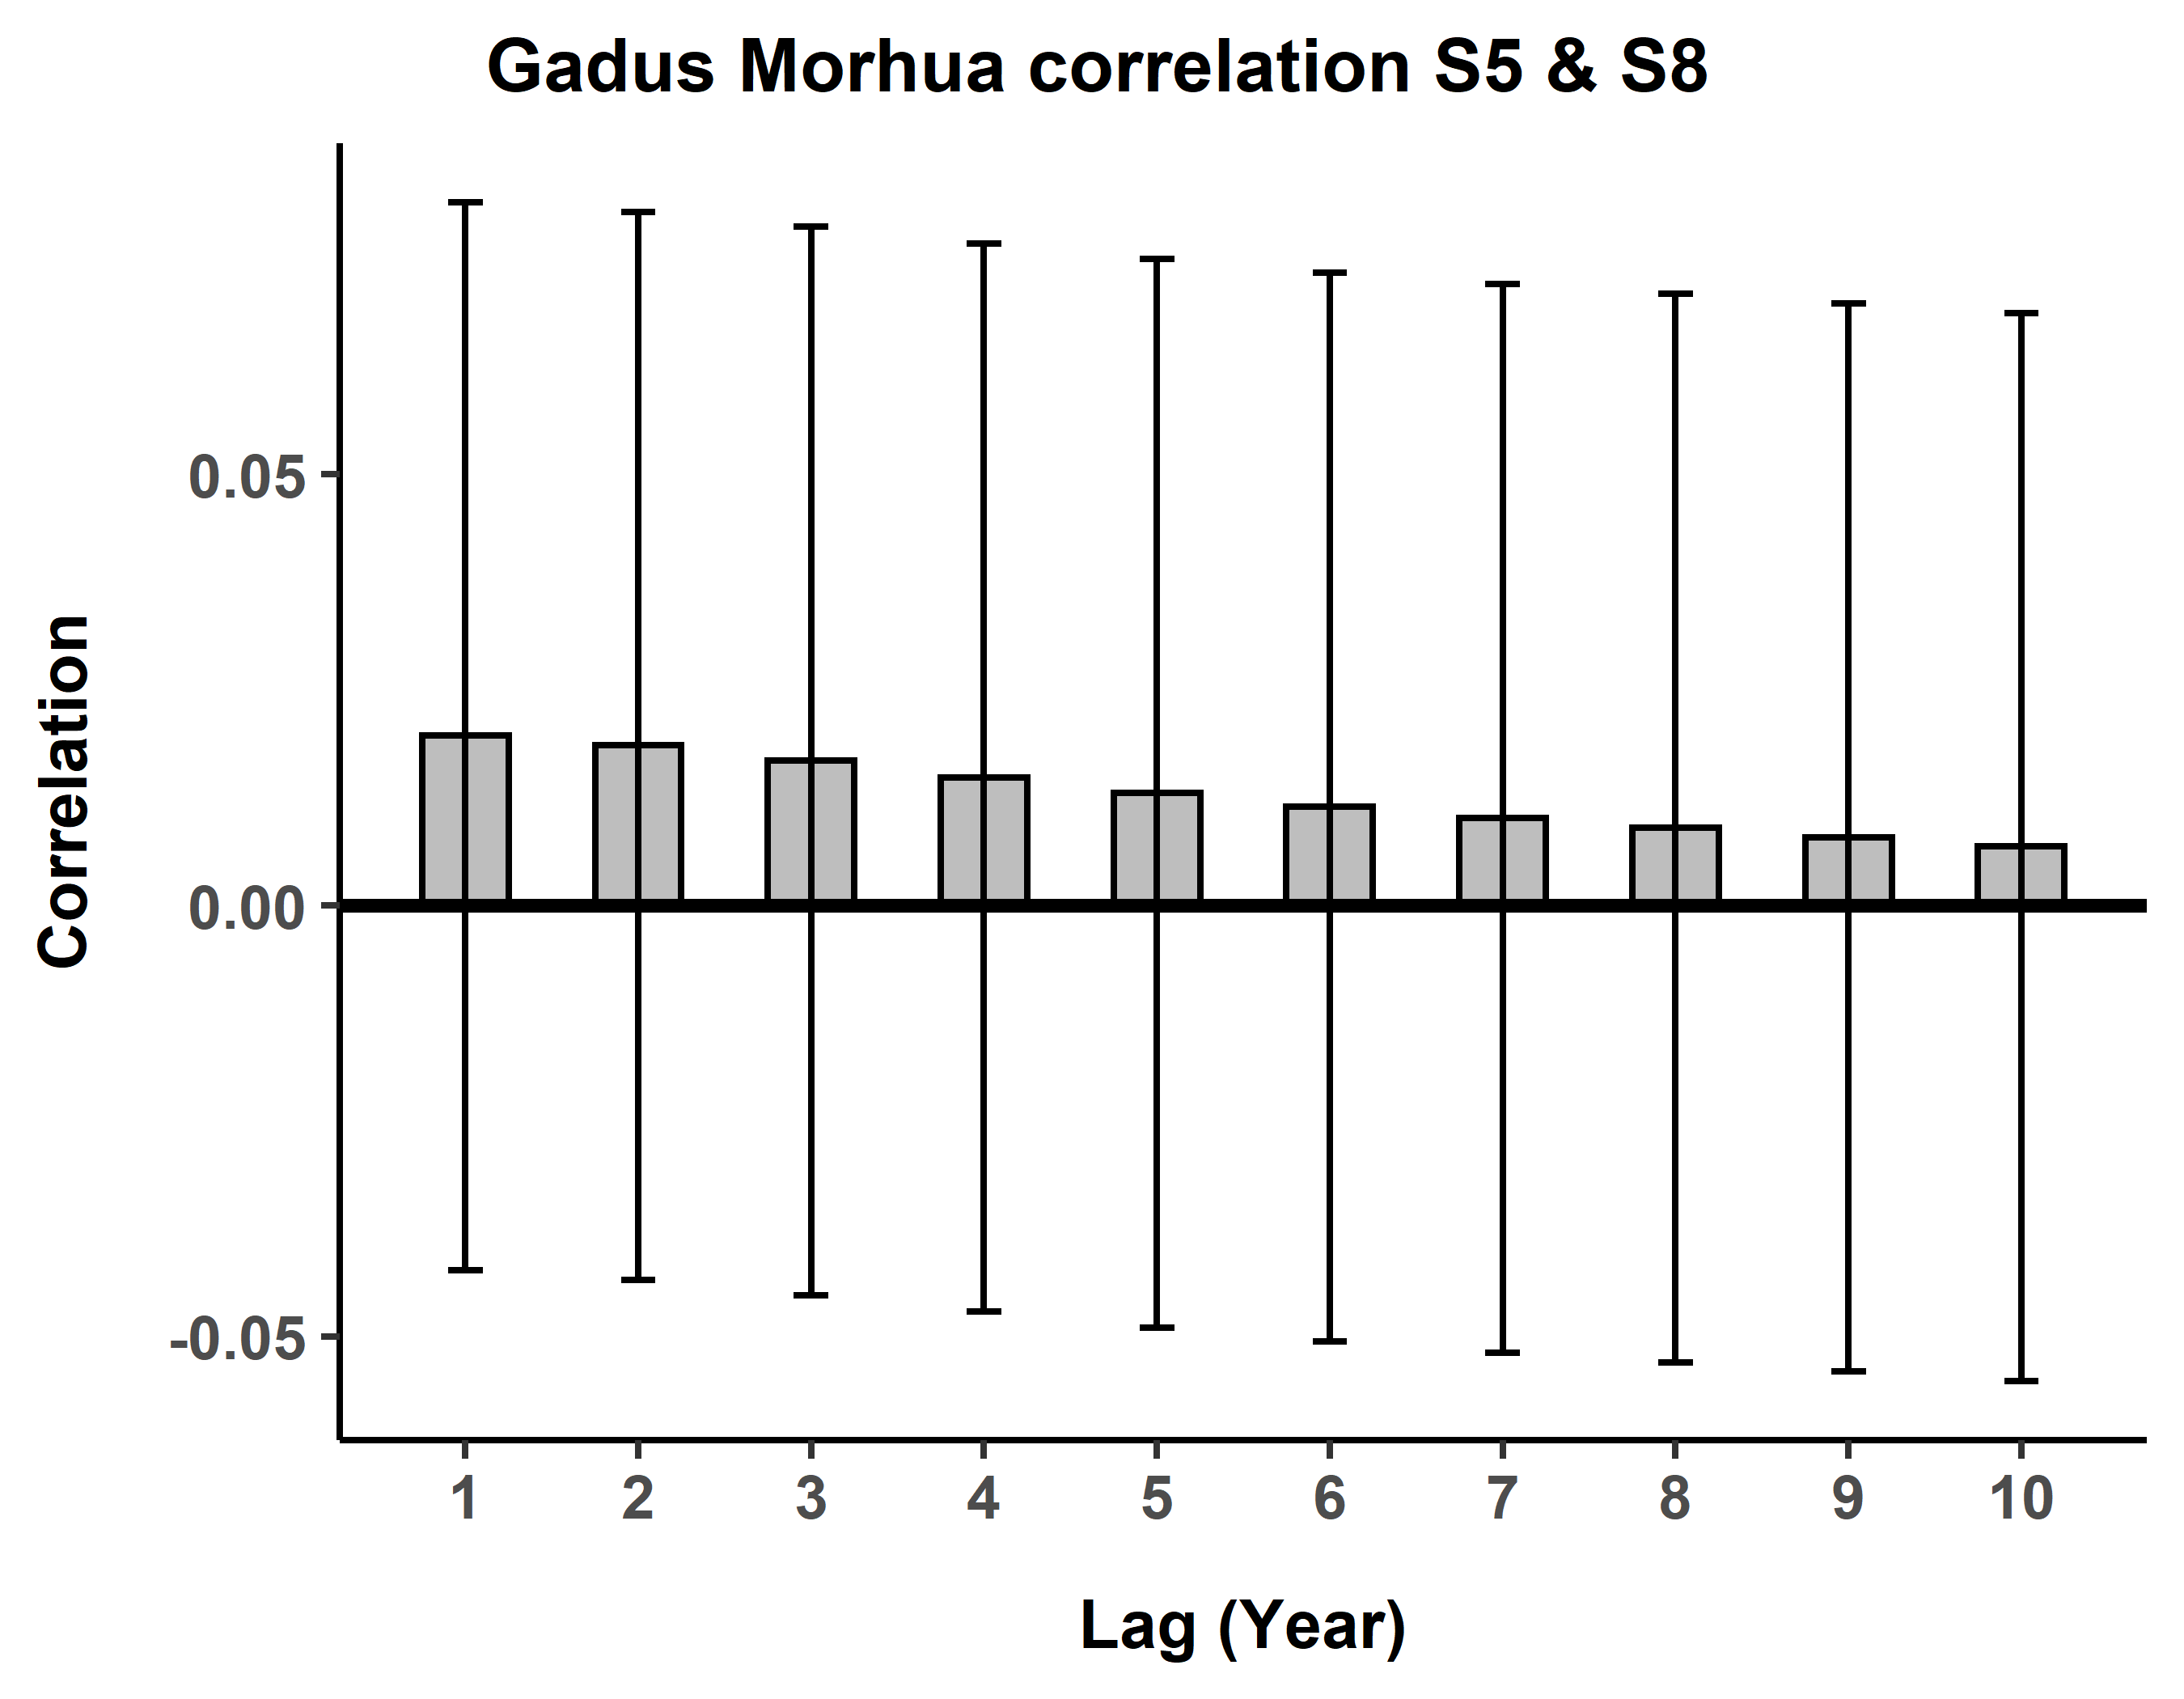 Gadus Morhua correlation S5 & S8
Correlation
0.05
0.00
-0.05
1 2 3 4 5 6 7 8 9 10
Lag (Year)